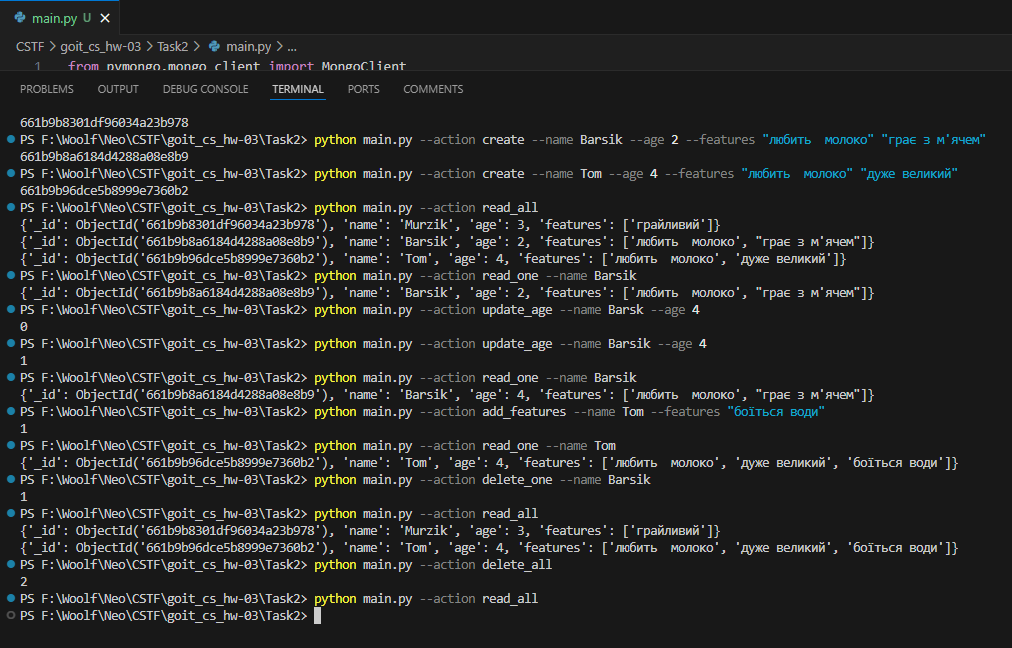 main.py U
CSTF > goit_cs_hw-03 > Task2 > main.py > ...
1 from pymongo.mongo_client import MongoClient
PROBLEMS OUTPUT DEBUG CONSOLE TERMINAL PORTS COMMENTS
661b9b8301df96034a23b978
PS F:\Woolf\Neo\CSTF\goit_cs_hw-03\Task2> python main.py --action create --name Barsik --age 2 --features "любить  молоко" "грає з м'ячем"
661b9b8a6184d4288a08e8b9
PS F:\Woolf\Neo\CSTF\goit_cs_hw-03\Task2> python main.py --action create --name Tom --age 4 --features "любить  молоко" "дуже великий"
661b9b96dce5b8999e7360b2
PS F:\Woolf\Neo\CSTF\goit_cs_hw-03\Task2> python main.py --action read_all
{'_id': ObjectId('661b9b8301df96034a23b978'), 'name': 'Murzik', 'age': 3, 'features': ['грайливий']}
{'_id': ObjectId('661b9b8a6184d4288a08e8b9'), 'name': 'Barsik', 'age': 2, 'features': ['любить  молоко', "грає з м'ячем"]}
{'_id': ObjectId('661b9b96dce5b8999e7360b2'), 'name': 'Tom', 'age': 4, 'features': ['любить  молоко', 'дуже великий']}
PS F:\Woolf\Neo\CSTF\goit_cs_hw-03\Task2> python main.py --action read_one --name Barsik
{'_id': ObjectId('661b9b8a6184d4288a08e8b9'), 'name': 'Barsik', 'age': 2, 'features': ['любить  молоко', "грає з м'ячем"]}
PS F:\Woolf\Neo\CSTF\goit_cs_hw-03\Task2> python main.py --action update_age --name Barsk --age 4
0
PS F:\Woolf\Neo\CSTF\goit_cs_hw-03\Task2> python main.py --action update_age --name Barsik --age 4
1
PS F:\Woolf\Neo\CSTF\goit_cs_hw-03\Task2> python main.py --action read_one --name Barsik
{'_id': ObjectId('661b9b8a6184d4288a08e8b9'), 'name': 'Barsik', 'age': 4, 'features': ['любить  молоко', "грає з м'ячем"]}
PS F:\Woolf\Neo\CSTF\goit_cs_hw-03\Task2> python main.py --action add_features --name Tom --features "боїться води"
1
PS F:\Woolf\Neo\CSTF\goit_cs_hw-03\Task2> python main.py --action read_one --name Tom
{'_id': ObjectId('661b9b96dce5b8999e7360b2'), 'name': 'Tom', 'age': 4, 'features': ['любить  молоко', 'дуже великий', 'боїться води']}
PS F:\Woolf\Neo\CSTF\goit_cs_hw-03\Task2> python main.py --action delete_one --name Barsik
1
PS F:\Woolf\Neo\CSTF\goit_cs_hw-03\Task2> python main.py --action read_all
{'_id': ObjectId('661b9b8301df96034a23b978'), 'name': 'Murzik', 'age': 3, 'features': ['грайливий']}
{'_id': ObjectId('661b9b96dce5b8999e7360b2'), 'name': 'Tom', 'age': 4, 'features': ['любить  молоко', 'дуже великий', 'боїться води']}
PS F:\Woolf\Neo\CSTF\goit_cs_hw-03\Task2> python main.py --action delete_all
2
PS F:\Woolf\Neo\CSTF\goit_cs_hw-03\Task2> python main.py --action read_all
PS F:\Woolf\Neo\CSTF\goit_cs_hw-03\Task2>